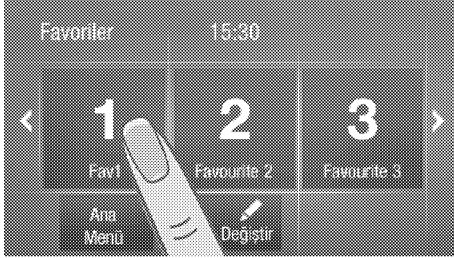 Favoriler 15:30
1 2 3
Fav1 Favourite 2 Favourite 3
Ana
Menü
Değiştir